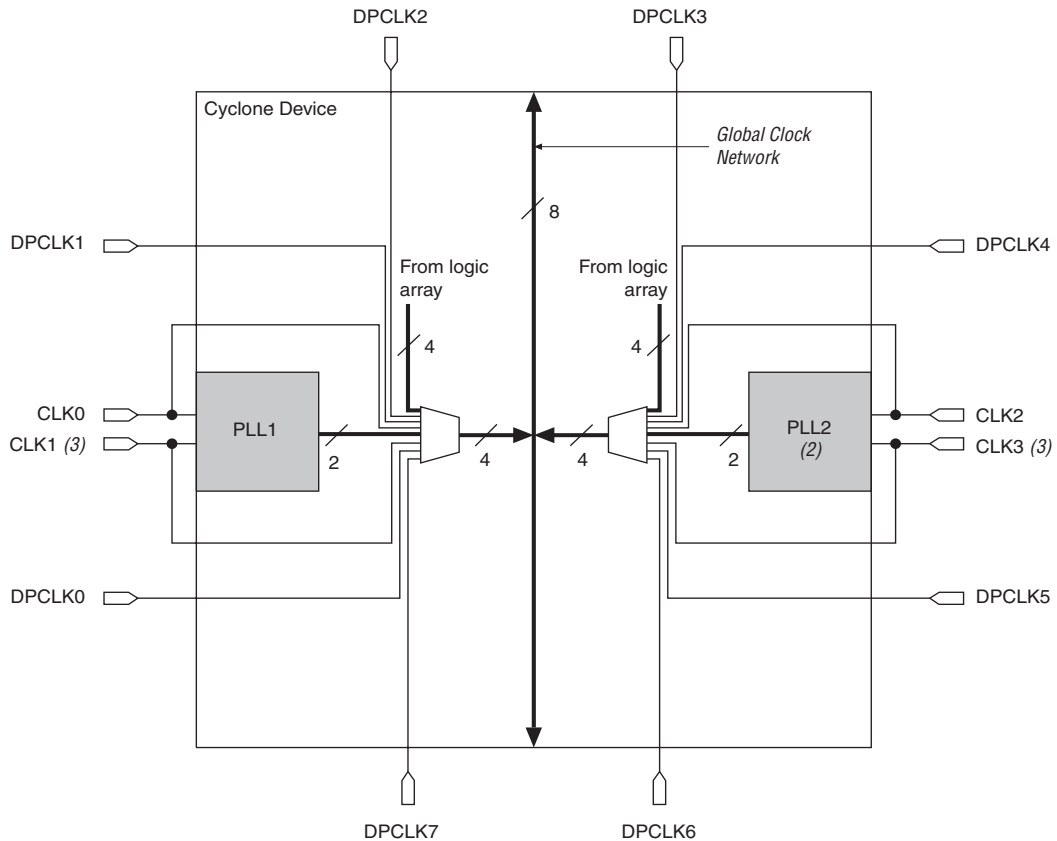 DPCLK2
DPCLK3
Cyclone Device
Global Clock
Network
8
DPCLK1
DPCLK4
From logic
array
From logic
array
4
4
CLK0
CLK2
PLL1
PLL2
(2)
CLK1 (3)
CLK3 (3)
2
4
4
2
DPCLK0
DPCLK5
DPCLK7
DPCLK6